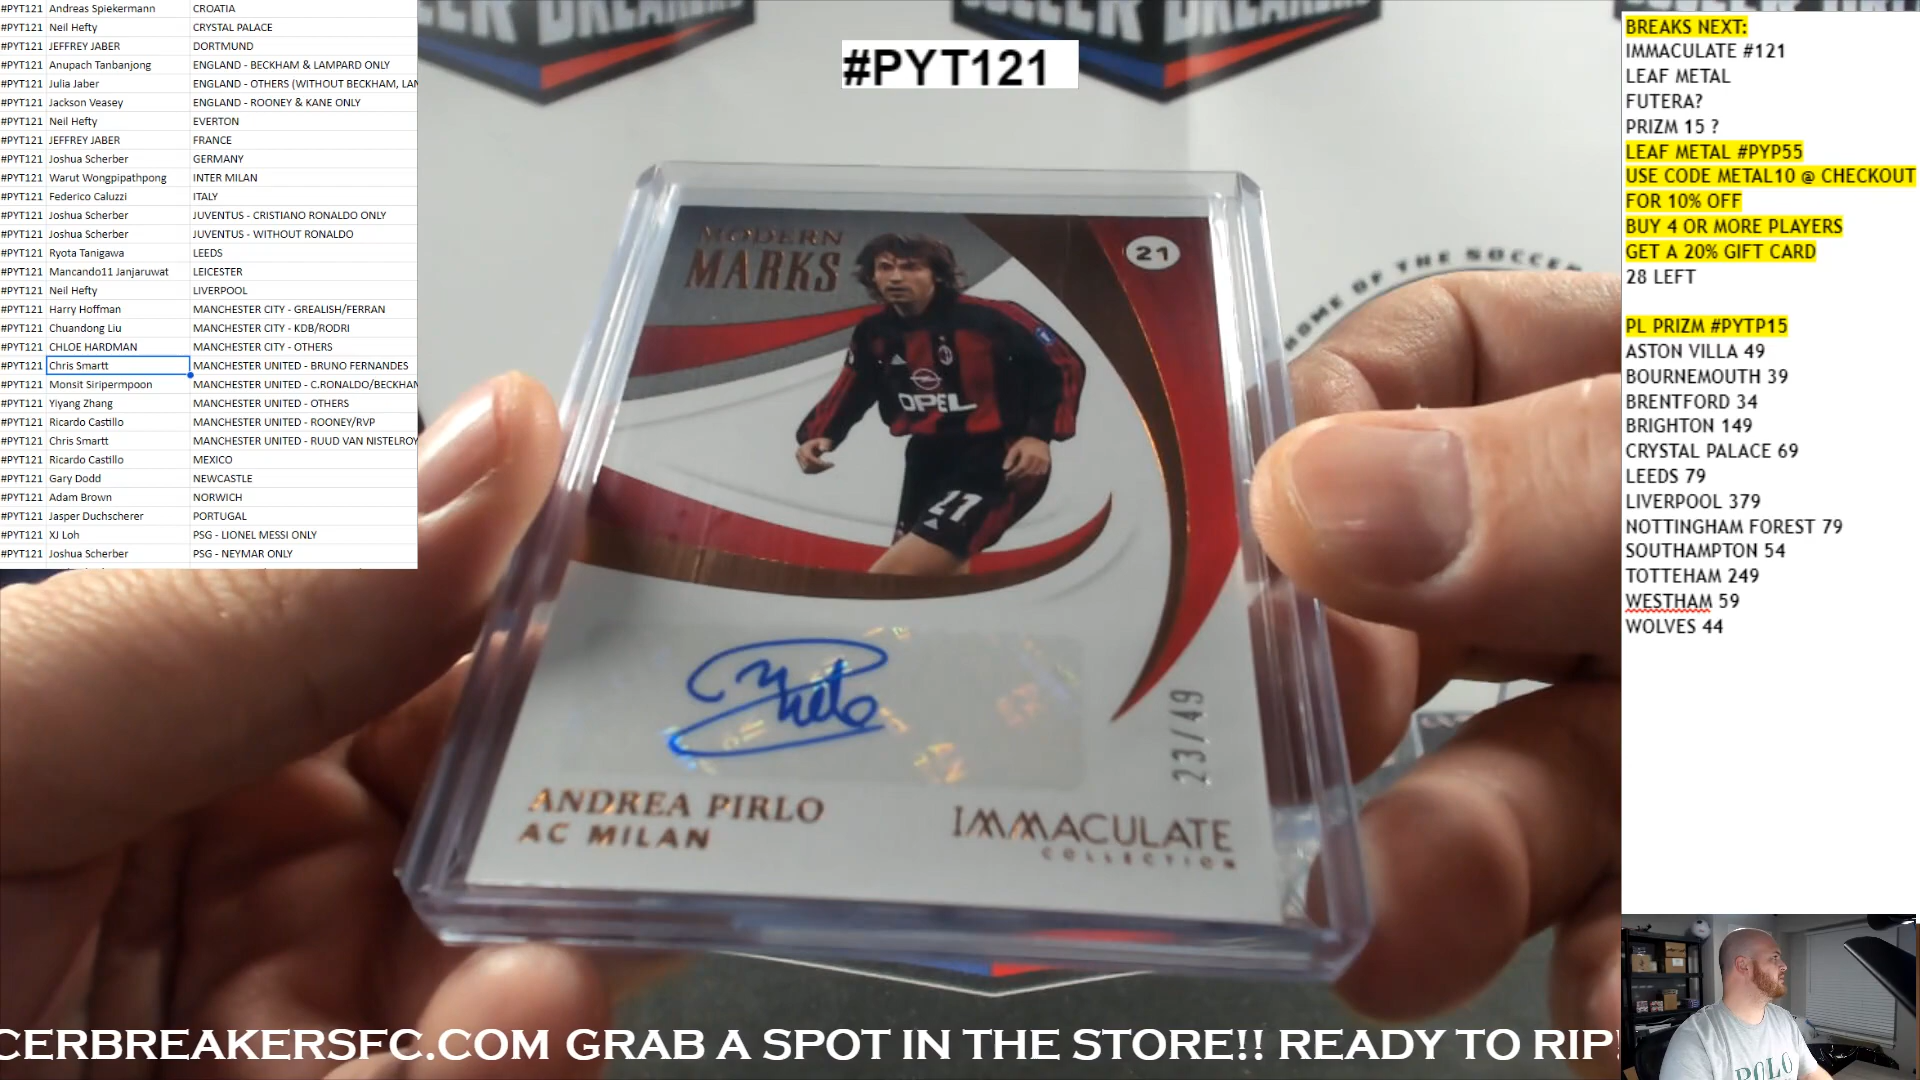 #PYT121 Andreas Spiekermann CROATIA
#PYT121 Neil Hefty CRYSTAL PALACE
#PYT121 JEFFREY JABER DORTMUND
#PYT121 Anupach Tanbanjong ENGLAND - BECKHAM & LAMPARD ONLY
#PYT121 Julia Jaber ENGLAND - OTHERS (WITHOUT BECKHAM, LAM
#PYT121 Jackson Veasey ENGLAND - ROONEY & KANE ONLY
#PYT121 Neil Hefty EVERTON
#PYT121 JEFFREY JABER FRANCE
#PYT121 Joshua Scherber GERMANY
#PYT121 Warut Wongpipathpong INTER MILAN
#PYT121 Federico Caluzzi ITALY
#PYT121 Joshua Scherber JUVENTUS - CRISTIANO RONALDO ONLY
#PYT121 Joshua Scherber JUVENTUS - WITHOUT RONALDO
#PYT121 Ryota Tanigawa LEEDS
#PYT121 Mancando11 Janjaruwat LEICESTER
#PYT121 Neil Hefty LIVERPOOL
#PYT121 Harry Hoffman MANCHESTER CITY - GREALISH/FERRAN
#PYT121 Chuandong Liu MANCHESTER CITY - KDB/RODRI
#PYT121 CHLOE HARDMAN MANCHESTER CITY - OTHERS
#PYT121 Chris Smartt MANCHESTER UNITED - BRUNO FERNANDES
#PYT121 Monsit Siripermpoon MANCHESTER UNITED - C.RONALDO/BECKHAM
#PYT121 Yiyang Zhang MANCHESTER UNITED - OTHERS
#PYT121 Ricardo Castillo MANCHESTER UNITED - ROONEY/RVP
#PYT121 Chris Smartt MANCHESTER UNITED - RUUD VAN NISTELROY
#PYT121 Ricardo Castillo MEXICO
#PYT121 Gary Dodd NEWCASTLE
#PYT121 Adam Brown NORWICH
#PYT121 Jasper Duchscherer PORTUGAL
#PYT121 XJ Loh PSG - LIONEL MESSI ONLY
#PYT121 Joshua Scherber PSG - NEYMAR ONLY
SOCCER BREAKERS
#PYT121
HOME OF THE SOCCER
MODERN
MARKS
21
OPEL
21
23/49
ANDREA PIRLO
AC MILAN
IMMACULATE
COLLECTION
BREAKS NEXT:
IMMACULATE #121
LEAF METAL
FUTERA?
PRIZM 15 ?
LEAF METAL #PYP55
USE CODE METAL10 @ CHECKOUT
FOR 10% OFF
BUY 4 OR MORE PLAYERS
GET A 20% GIFT CARD
28 LEFT
PL PRIZM #PYTP15
ASTON VILLA 49
BOURNEMOUTH 39
BRENTFORD 34
BRIGHTON 149
CRYSTAL PALACE 69
LEEDS 79
LIVERPOOL 379
NOTTINGHAM FOREST 79
SOUTHAMPTON 54
TOTTEHAM 249
WESTHAM 59
WOLVES 44
POLO
CERBREAKERSFC.COM GRAB A SPOT IN THE STORE!! READY TO RIP!